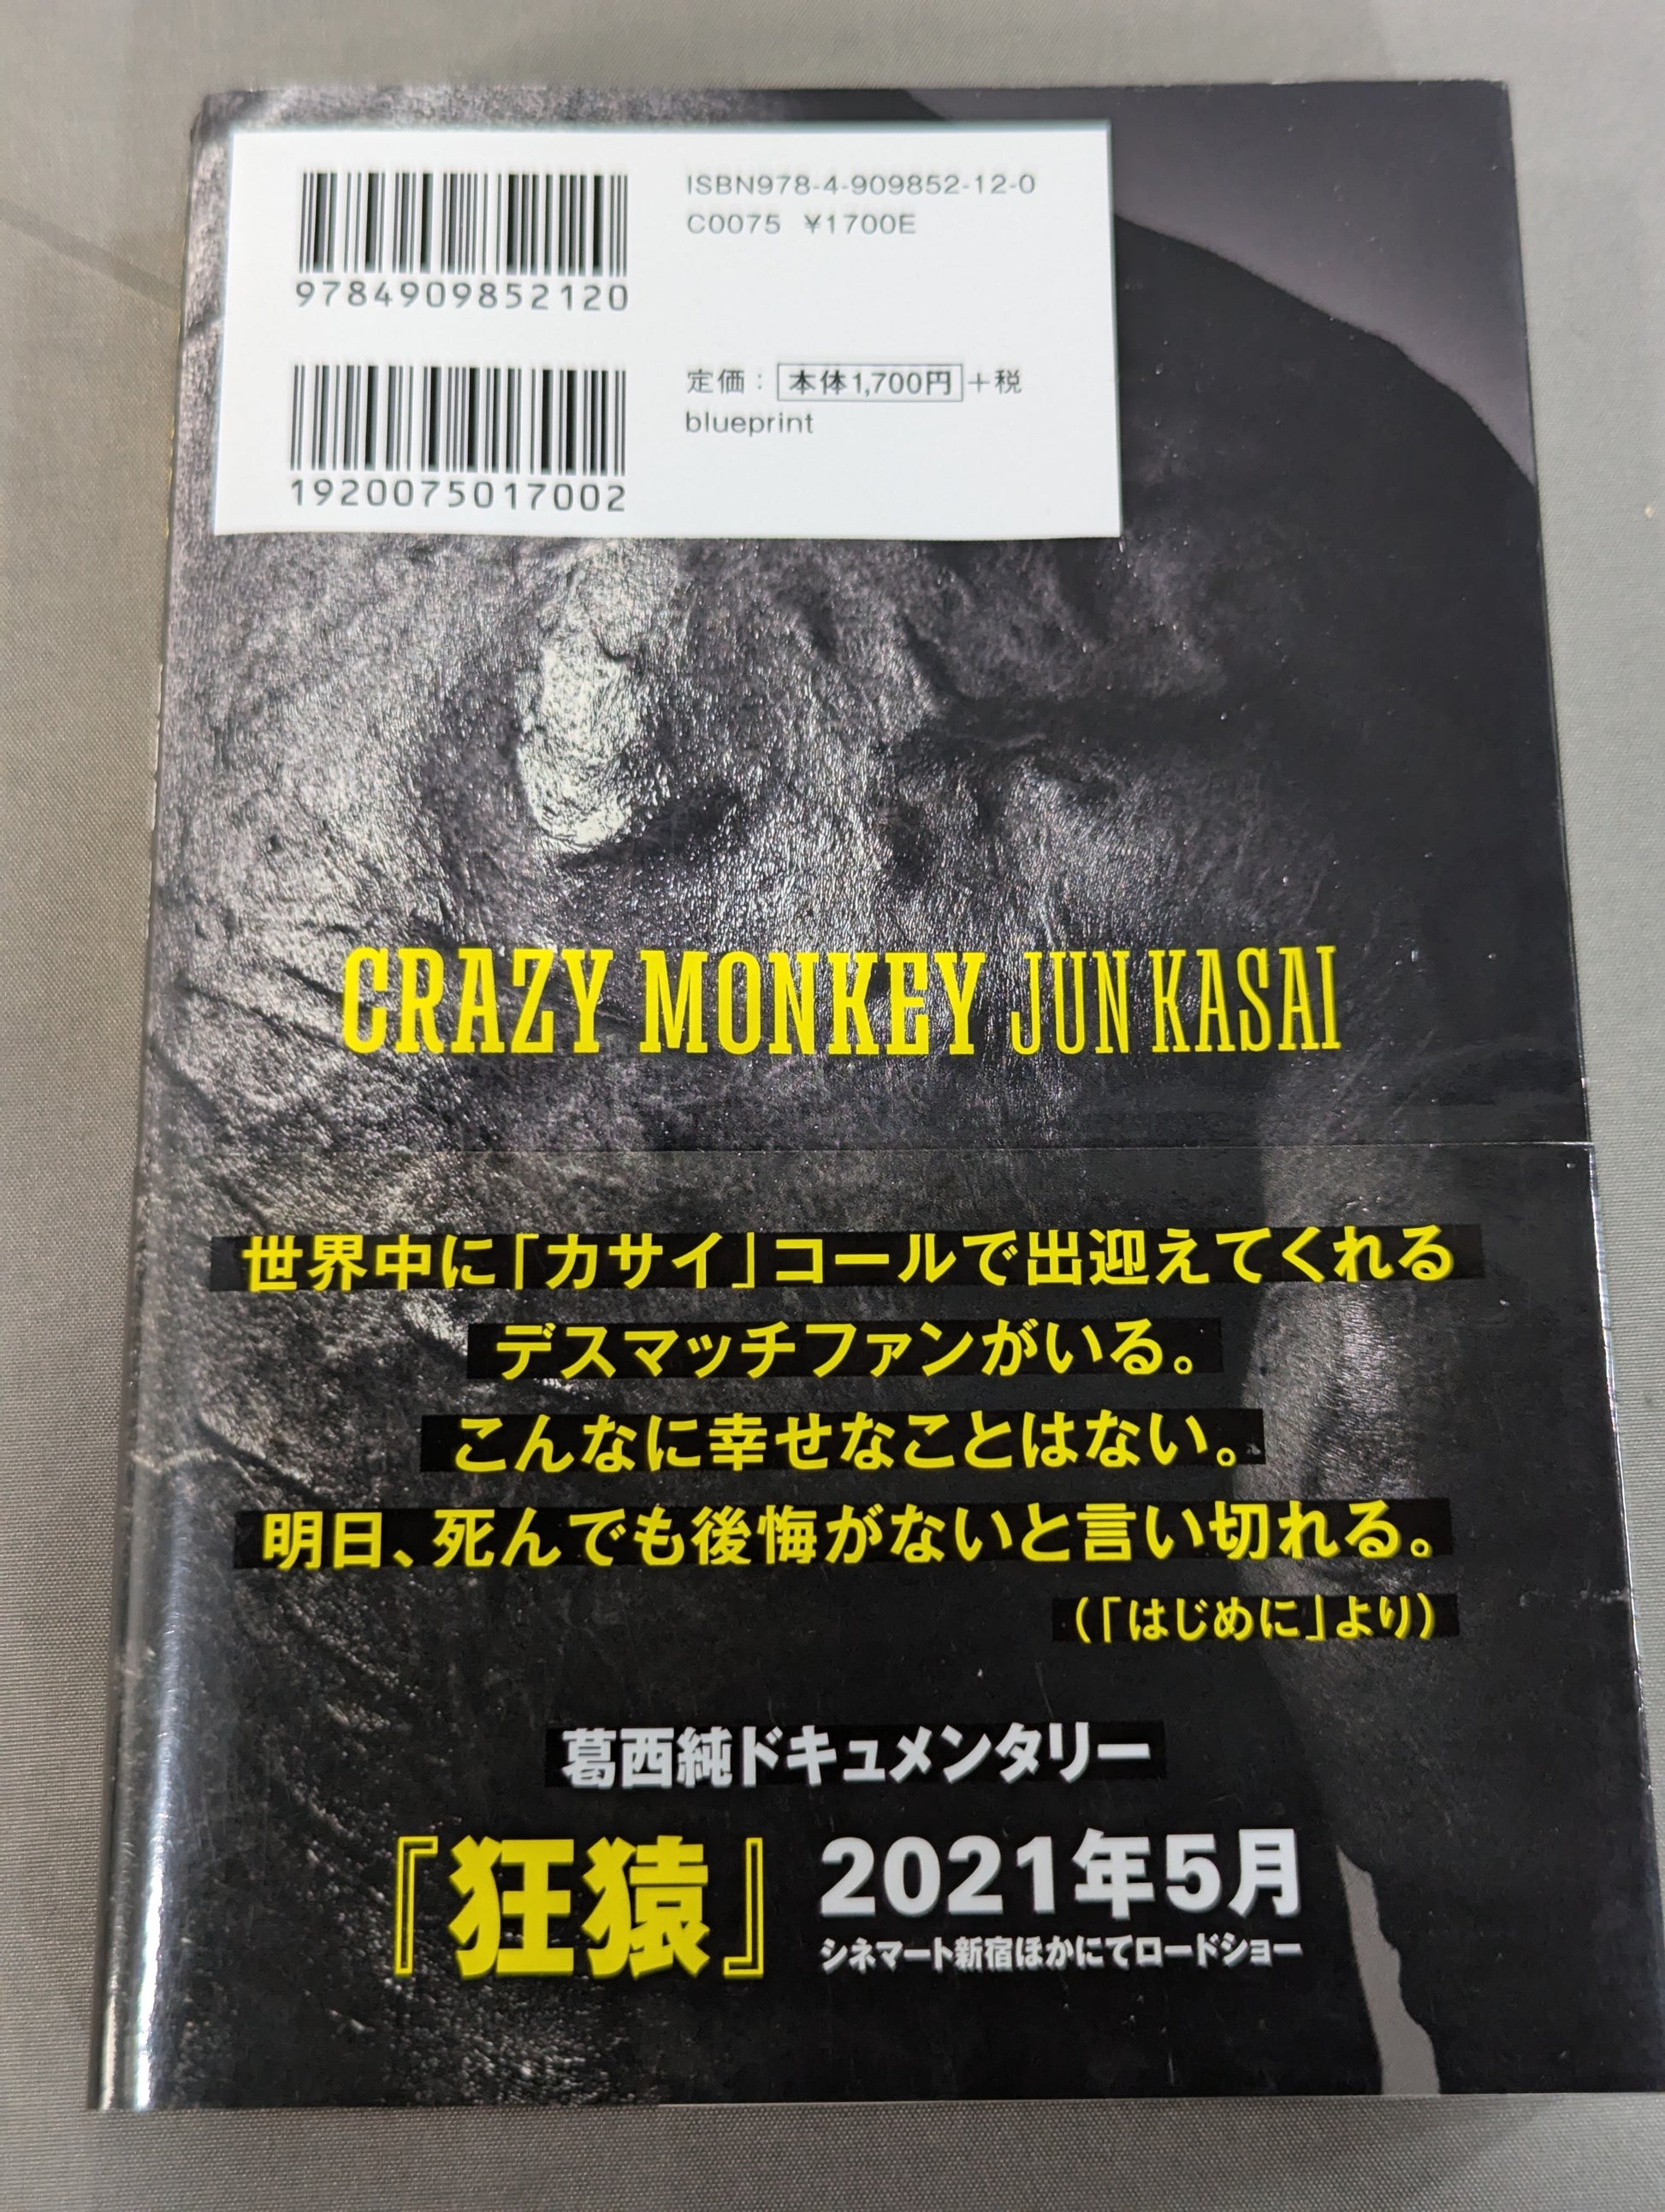 ISBN978-4-909852-12-0
C0075 ¥1700E
9784909852120
定価：本体1,700円＋税
blueprint
1920075017002
CRAZY MONKEY JUN KASAI
世界中に「カサイ」コールで出迎えてくれる
デスマッチファンがいる。
こんなに幸せなことはない。
明日、死んでも後悔がないと言い切れる。
（「はじめに」より）
葛西純ドキュメンタリー
『狂猿』 2021年5月
シネマート新宿ほかにてロードショー